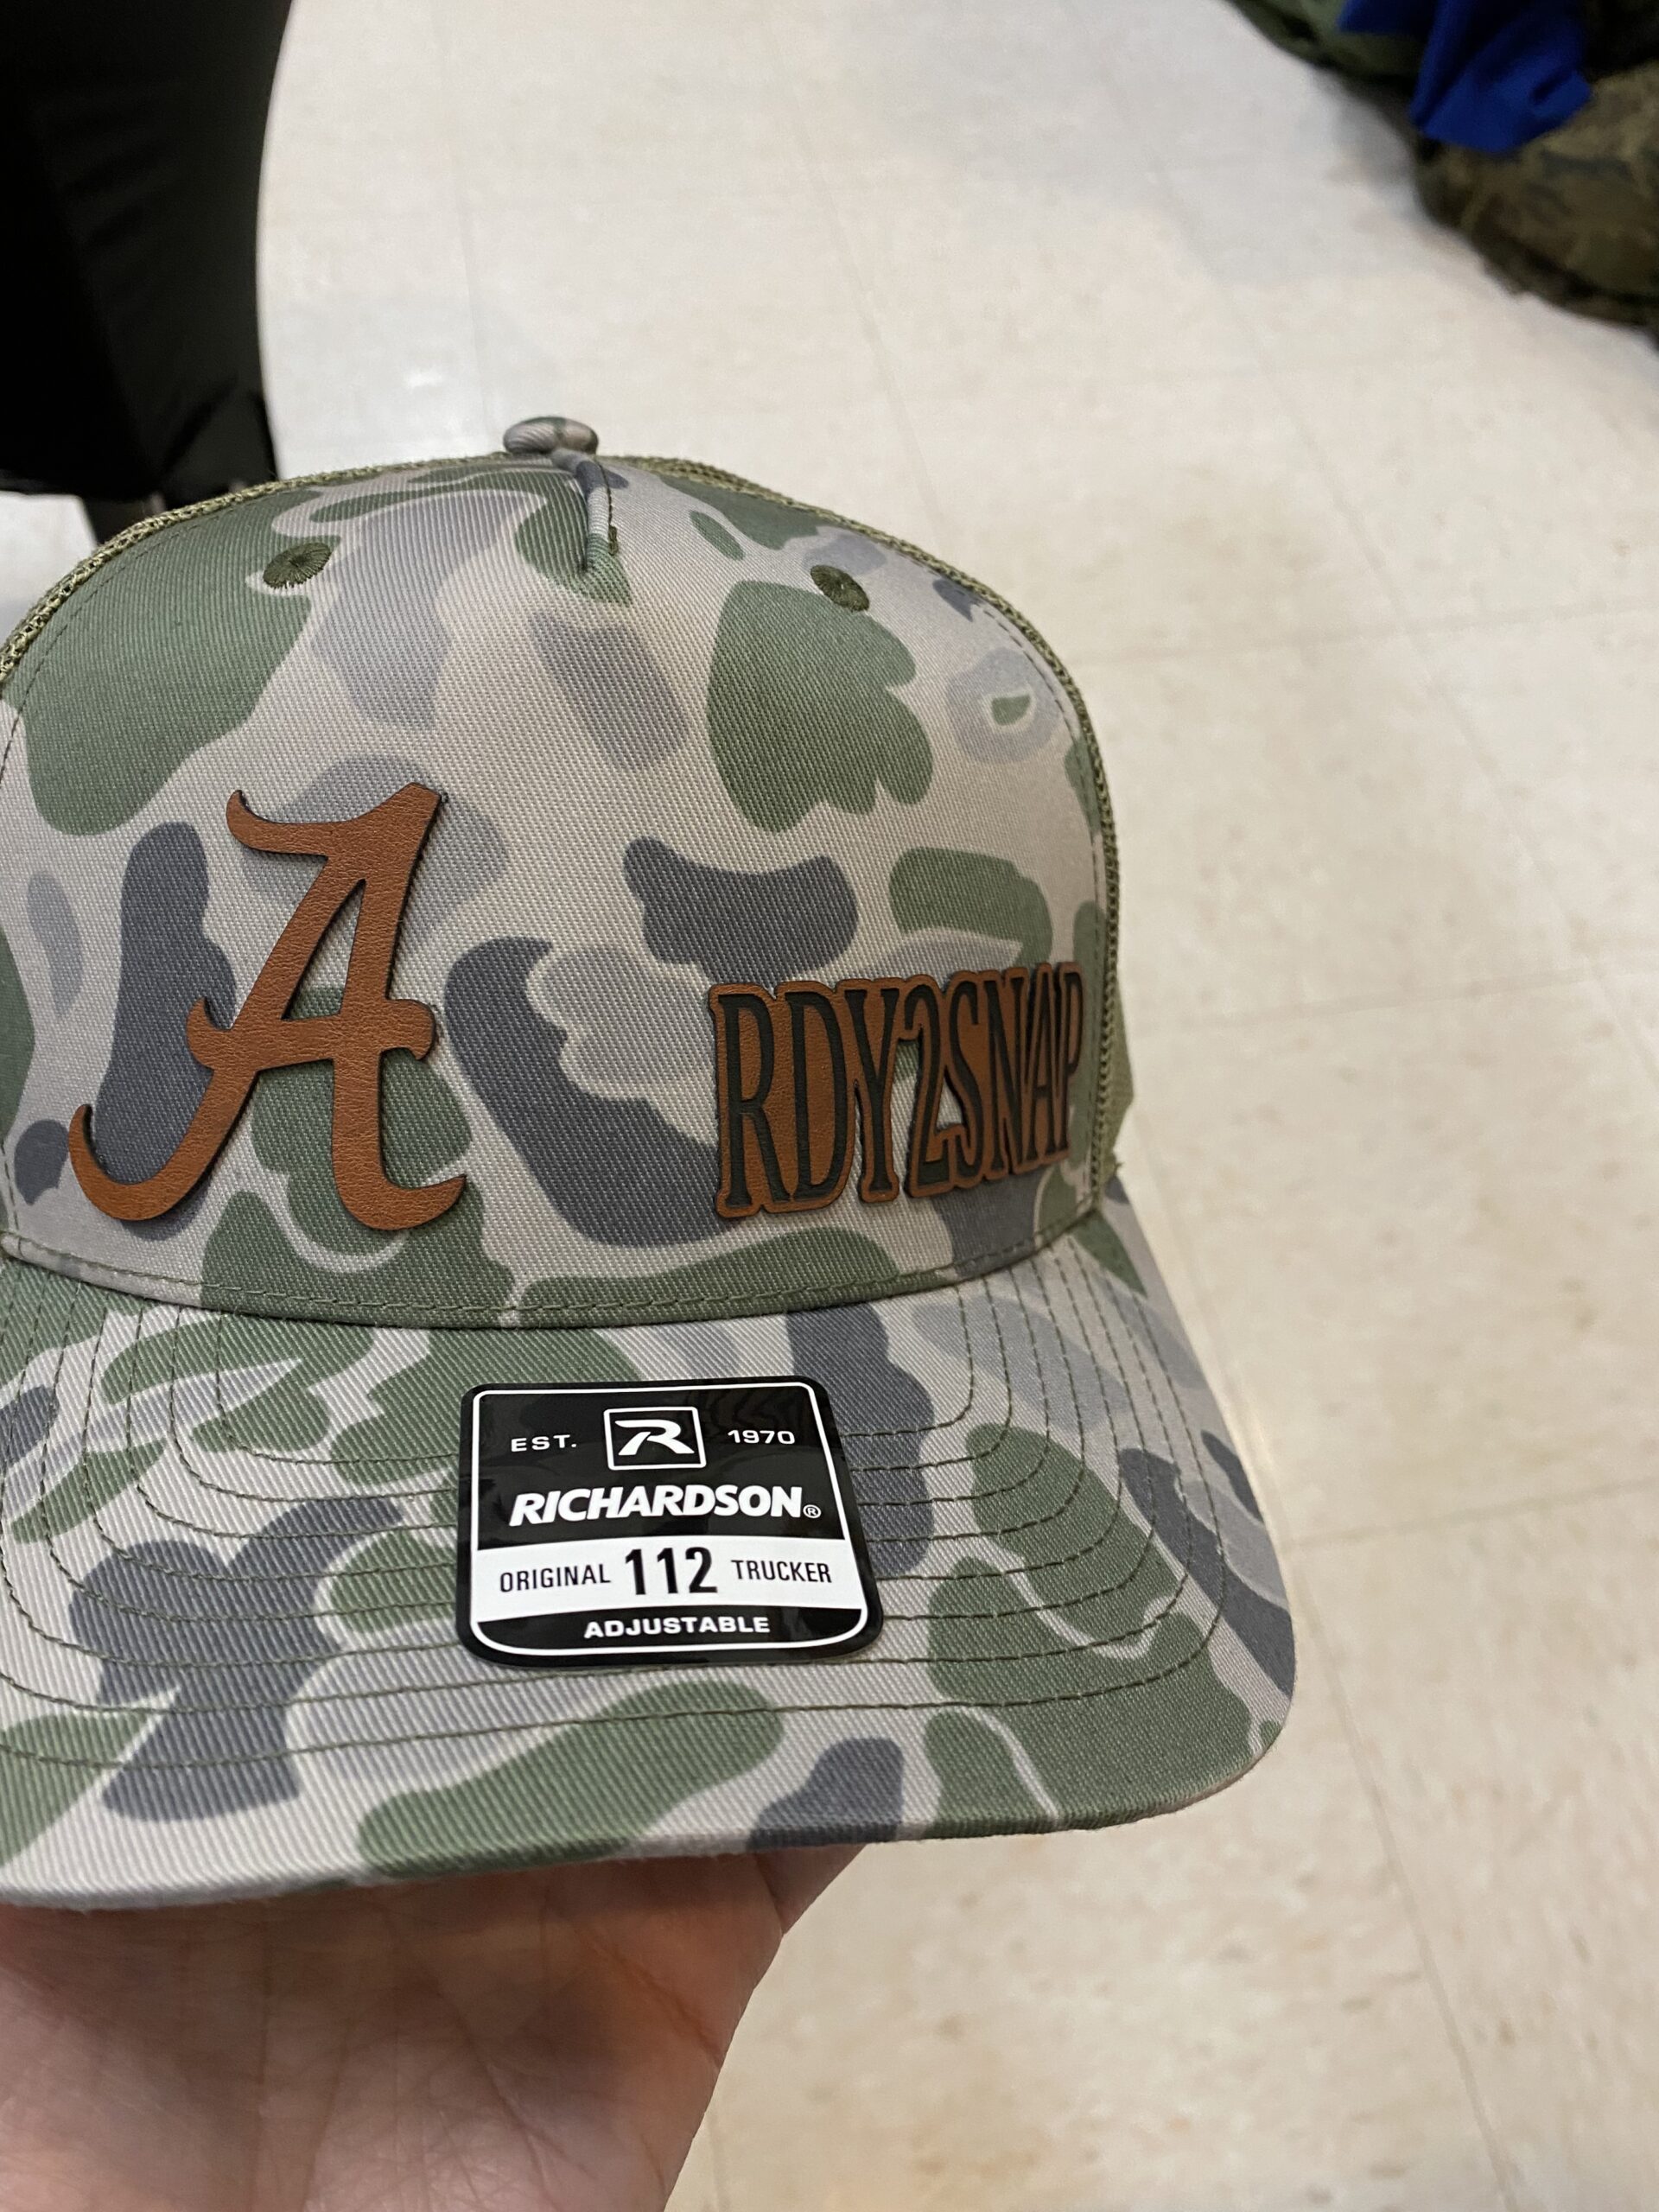 A
RDY2SNAP
EST. R 1970
RICHARDSON®
ORIGINAL 112 TRUCKER
ADJUSTABLE